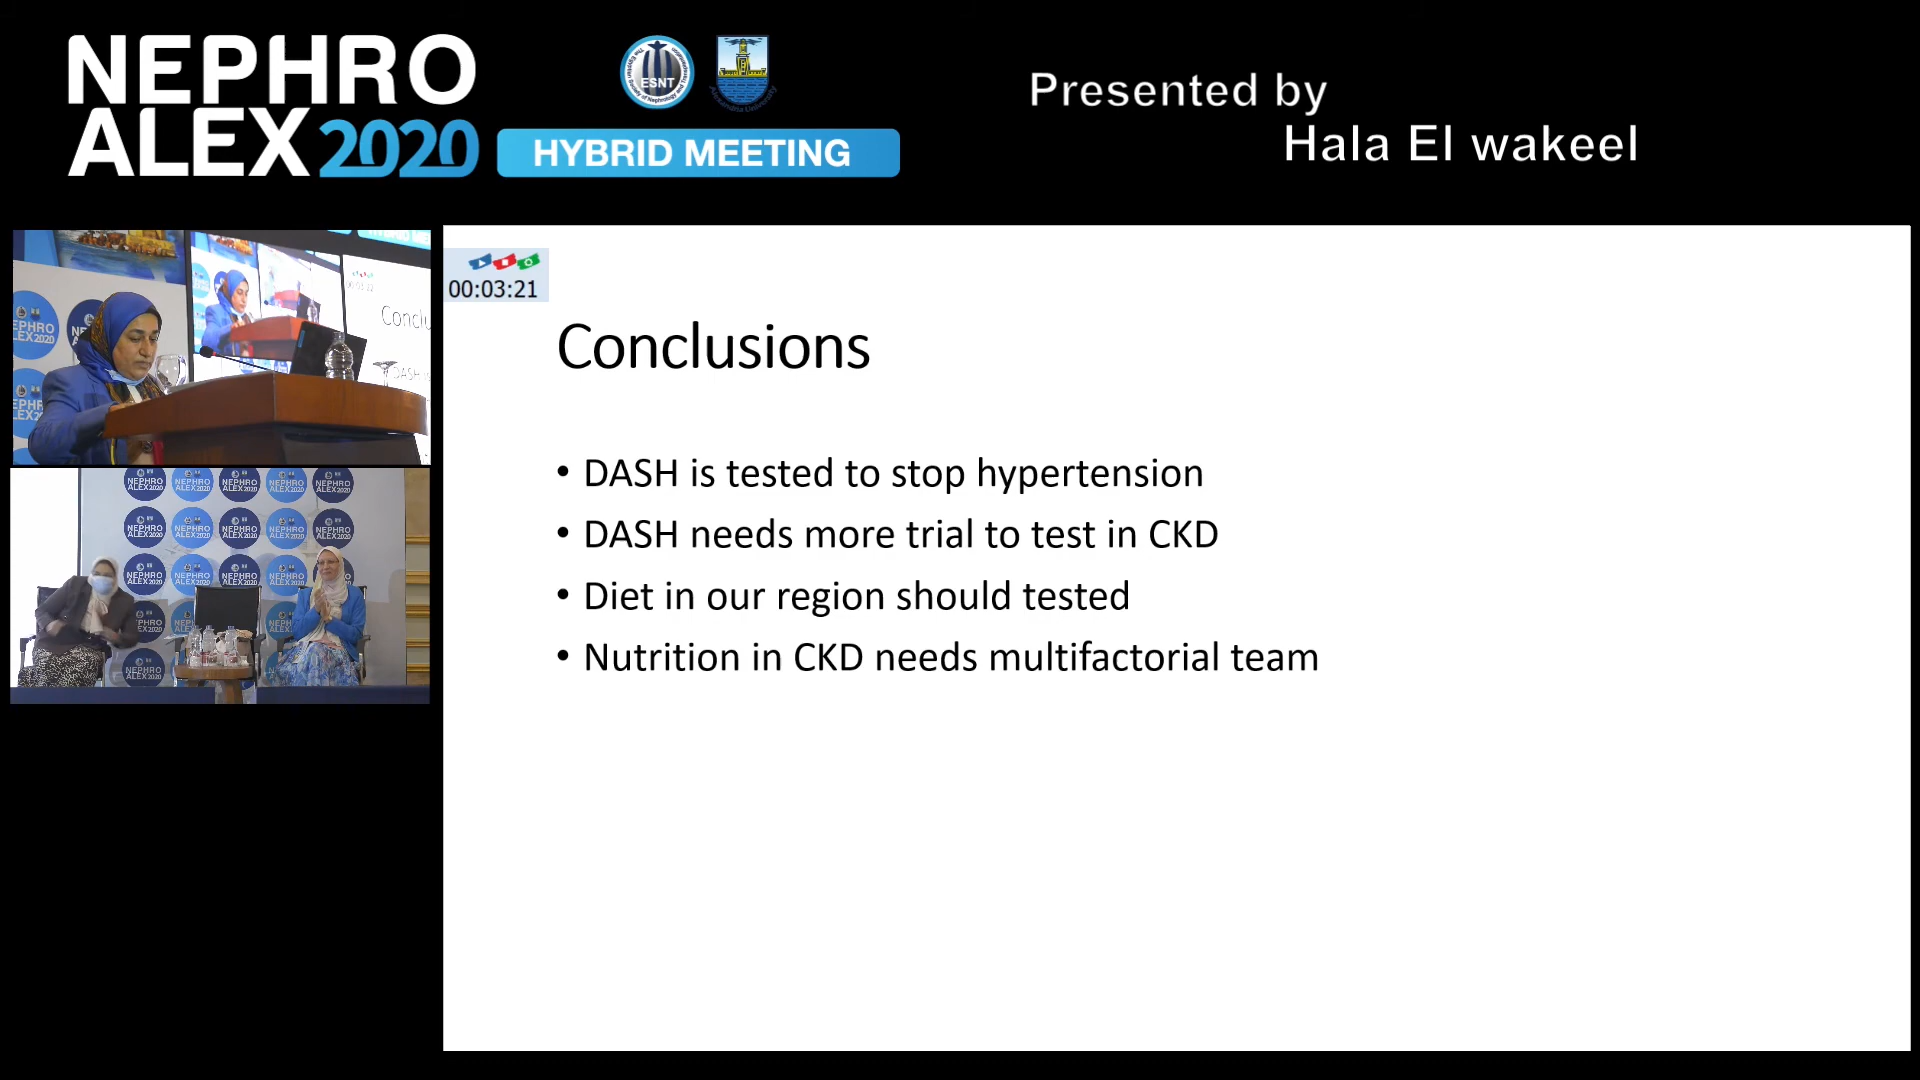 NEPHRO
ALEX 2020
ESNT
HYBRID MEETING
Presented by
Hala El wakeel
00:03:21
Conclusions
• DASH is tested to stop hypertension
• DASH needs more trial to test in CKD
• Diet in our region should tested
• Nutrition in CKD needs multifactorial team